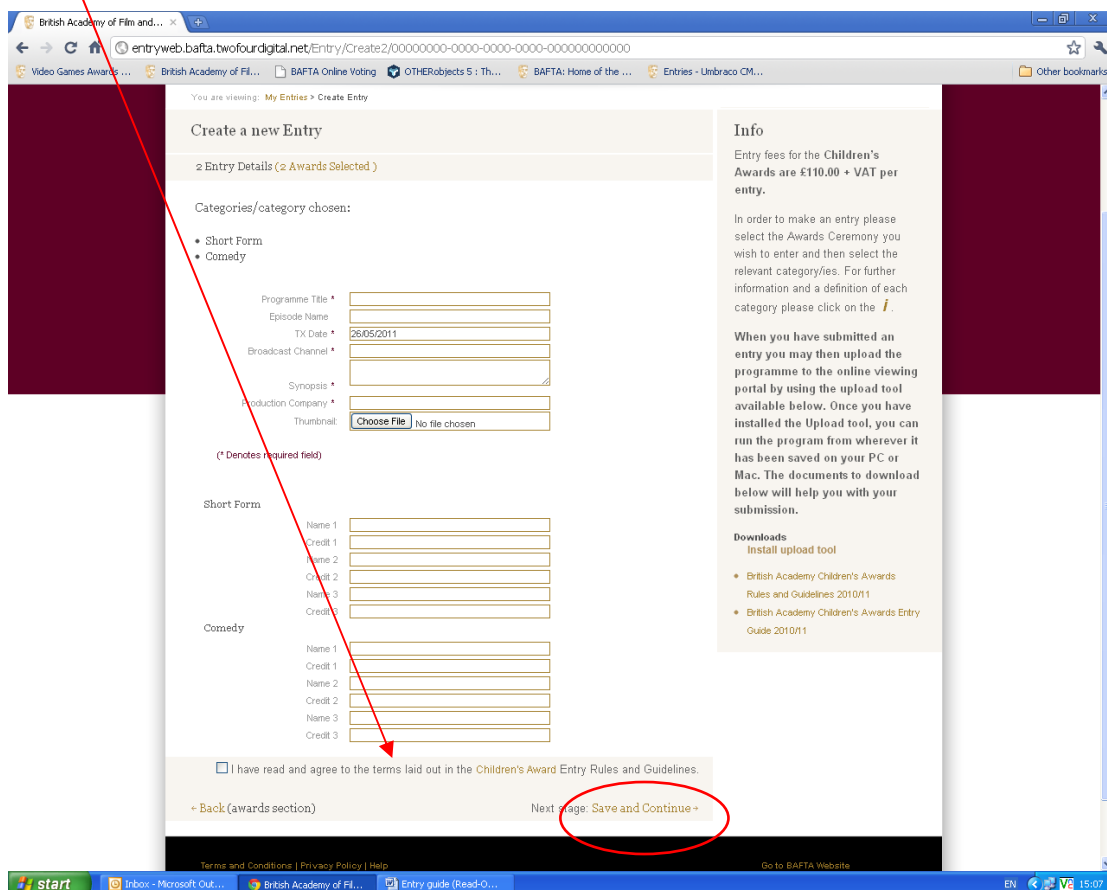 British Academy of Film and...
entryweb.bafta.twofourdigital.net/Entry/Create2/00000000-0000-0000-0000-000000000000
Video Games Awards ... British Academy of Fil... BAFTA Online Voting OTHERobjects 5 : Th... BAFTA: Home of the ... Entries - Umbraco CM... Other bookmarks
You are viewing: My Entries > Create Entry
Create a new Entry
2 Entry Details (2 Awards Selected )
Categories/category chosen:
• Short Form
• Comedy
Programme Title *
Episode Name
TX Date * 26/05/2011
Broadcast Channel *
Synopsis *
Production Company *
Thumbnail: Choose File No file chosen
(* Denotes required field)
Short Form
Name 1
Credit 1
Name 2
Credit 2
Name 3
Credit 3
Comedy
Name 1
Credit 1
Name 2
Credit 2
Name 3
Credit 3
I have read and agree to the terms laid out in the Children's Award Entry Rules and Guidelines.
← Back (awards section) Next stage: Save and Continue →
Info
Entry fees for the Children's
Awards are £110.00 + VAT per
entry.
In order to make an entry please
select the Awards Ceremony you
wish to enter and then select the
relevant category/ies. For further
information and a definition of each
category please click on the i .
When you have submitted an
entry you may then upload the
programme to the online viewing
portal by using the upload tool
available below. Once you have
installed the Upload tool, you can
run the program from wherever it
has been saved on your PC or
Mac. The documents to download
below will help you with your
submission.
Downloads
Install upload tool
• British Academy Children's Awards
Rules and Guidelines 2010/11
• British Academy Children's Awards Entry
Guide 2010/11
Terms and Conditions | Privacy Policy | Help Go to BAFTA Website
start Inbox - Microsoft Out... British Academy of Fil... Entry guide (Read-O... EN 15:07